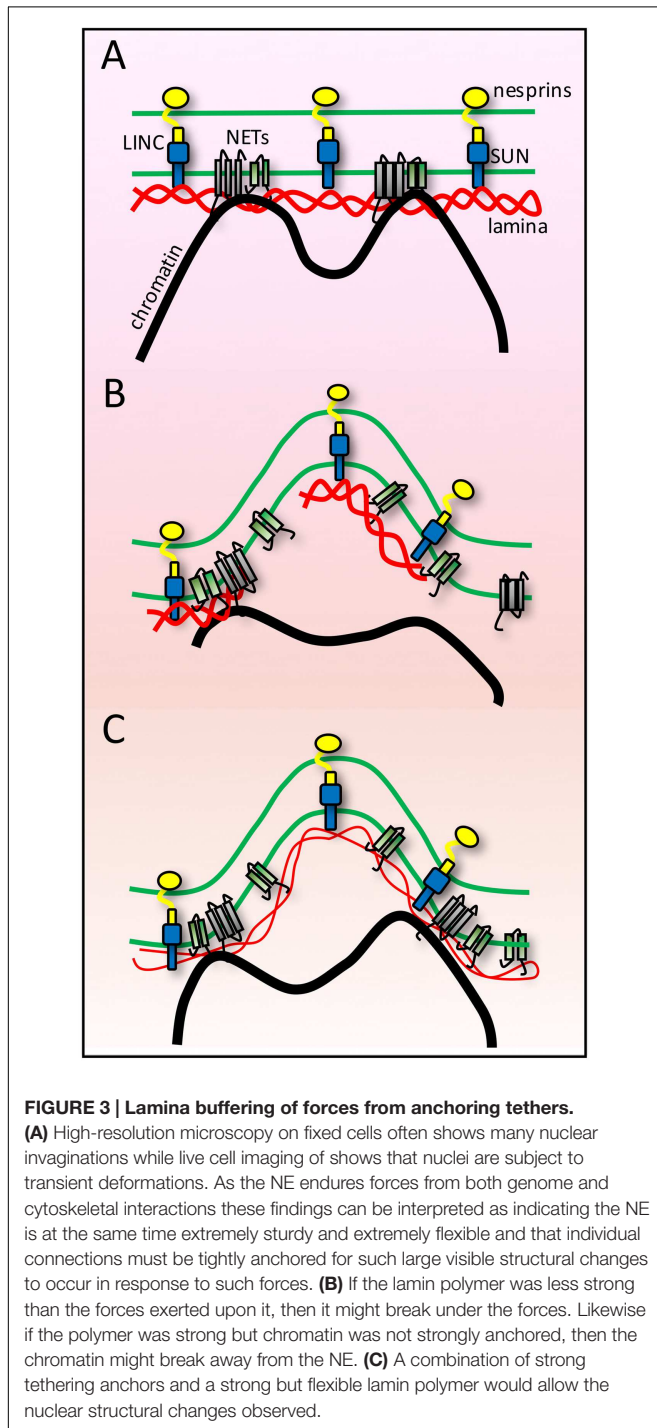 A
nesprins
LINC
NETs
SUN
lamina
chromatin
B
C
FIGURE 3 | Lamina buffering of forces from anchoring tethers.
(A) High-resolution microscopy on fixed cells often shows many nuclear
invaginations while live cell imaging of shows that nuclei are subject to
transient deformations. As the NE endures forces from both genome and
cytoskeletal interactions these findings can be interpreted as indicating the NE
is at the same time extremely sturdy and extremely flexible and that individual
connections must be tightly anchored for such large visible structural changes
to occur in response to such forces. (B) If the lamin polymer was less strong
than the forces exerted upon it, then it might break under the forces. Likewise
if the polymer was strong but chromatin was not strongly anchored, then the
chromatin might break away from the NE. (C) A combination of strong
tethering anchors and a strong but flexible lamin polymer would allow the
nuclear structural changes observed.